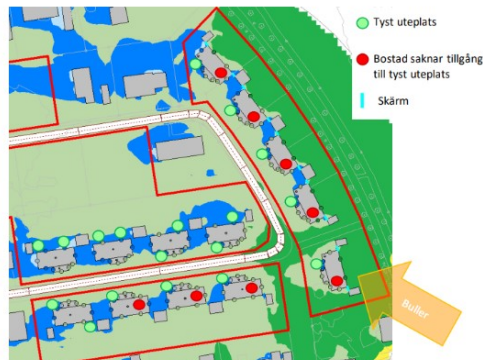 Tyst uteplats
Bostad saknar tillgång
till tyst uteplats
Skärm
Buller